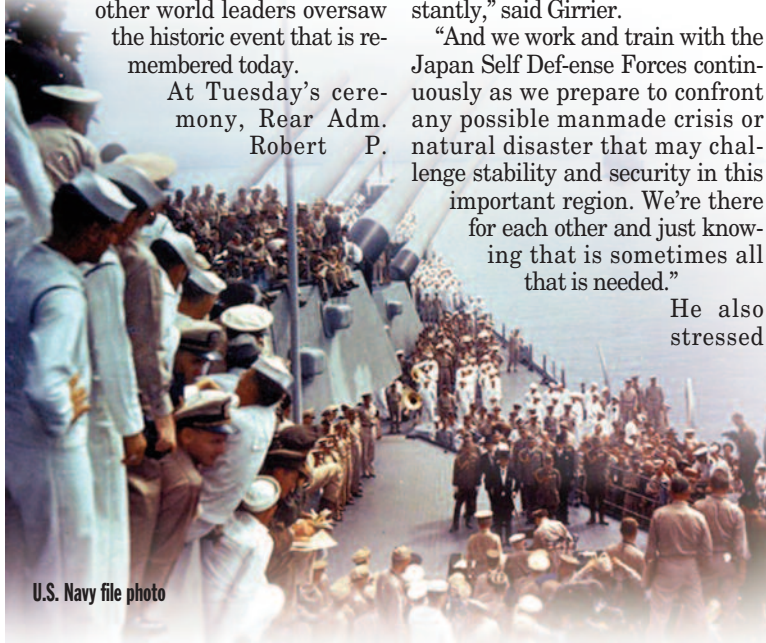 other world leaders oversaw
the historic event that is re-
membered today.
At Tuesday's cere-
mony, Rear Adm.
Robert P.
stantly," said Girrier.
"And we work and train with the
Japan Self Def-ense Forces contin-
uously as we prepare to confront
any possible manmade crisis or
natural disaster that may chal-
lenge stability and security in this
important region. We're there
for each other and just know-
ing that is sometimes all
that is needed."
He also
stressed
U.S. Navy file photo